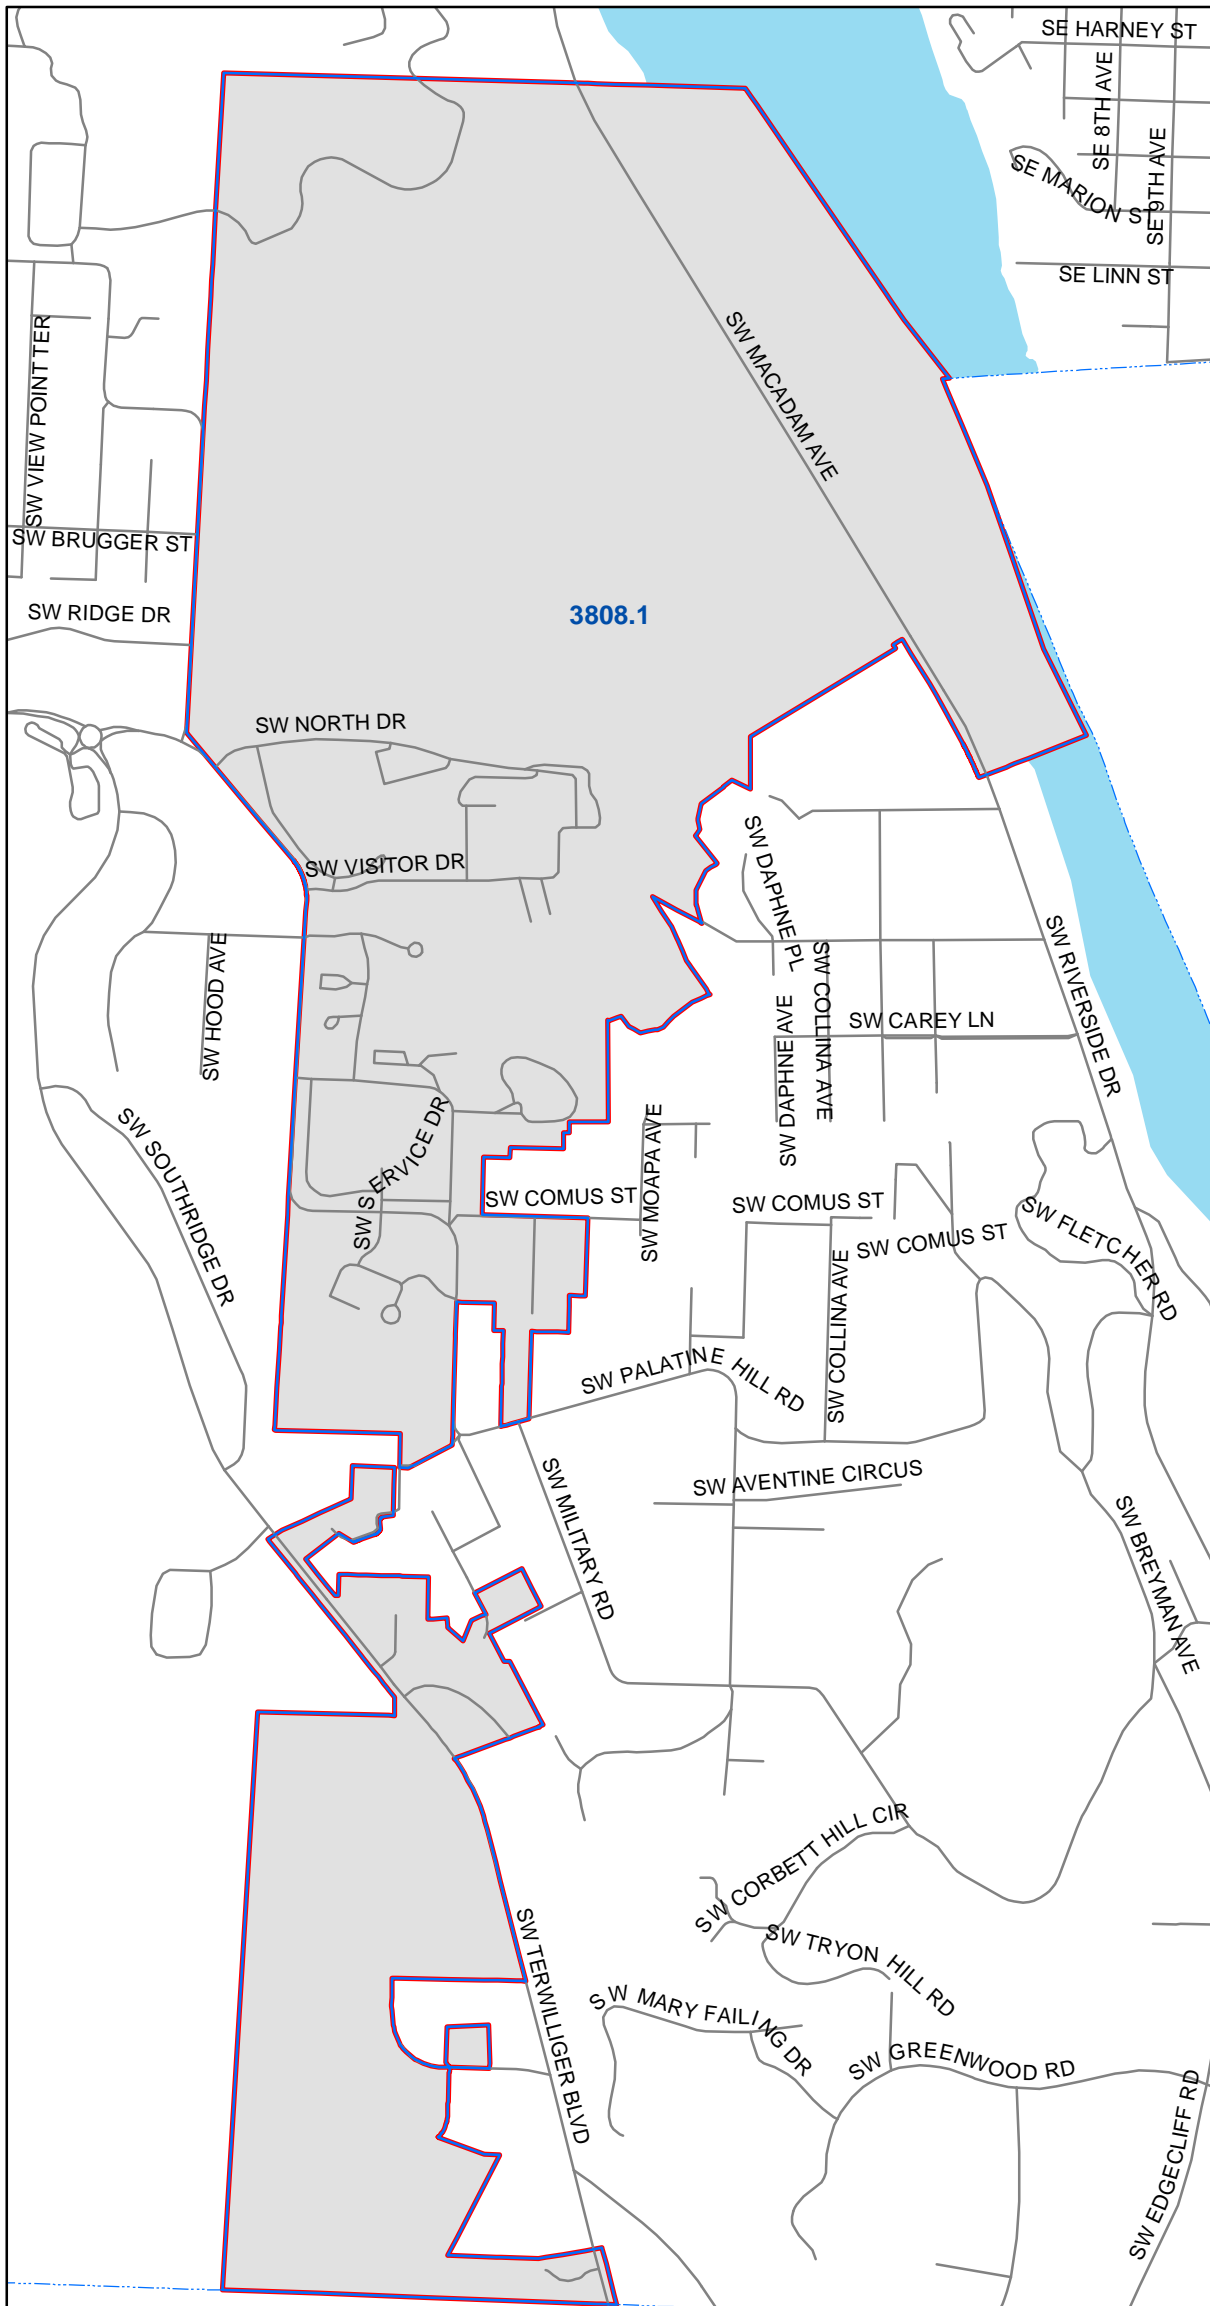 SE HARNEY ST
SE 8TH AVE
SE 9TH AVE
SE MARION ST
SE LINN ST
SW VIEW POINT TER
SW MACADAM AVE
SW BRUGGER ST
SW RIDGE DR
3808.1
SW NORTH DR
SW VISITOR DR
SW DAPHNE PL
SW HOOD AVE
SW COLLINA AVE
SW RIVERSIDE DR
SW CAREY LN
SW DAPHNE AVE
SW SERVICE DR
SW MOAPA AVE
SW SOUTHRIDGE DR
SW COMUS ST
SW COMUS ST
SW COMUS ST
SW FLETCHER RD
SW COLLINA AVE
SW PALATINE HILL RD
SW MILITARY RD
SW AVENTINE CIRCUS
SW BREYMAN AVE
SW CORBETT HILL CIR
SW TERWILLIGER BLVD
SW TRYON HILL RD
SW MARY FAILING DR
SW GREENWOOD RD
SW EDGECLIFF RD